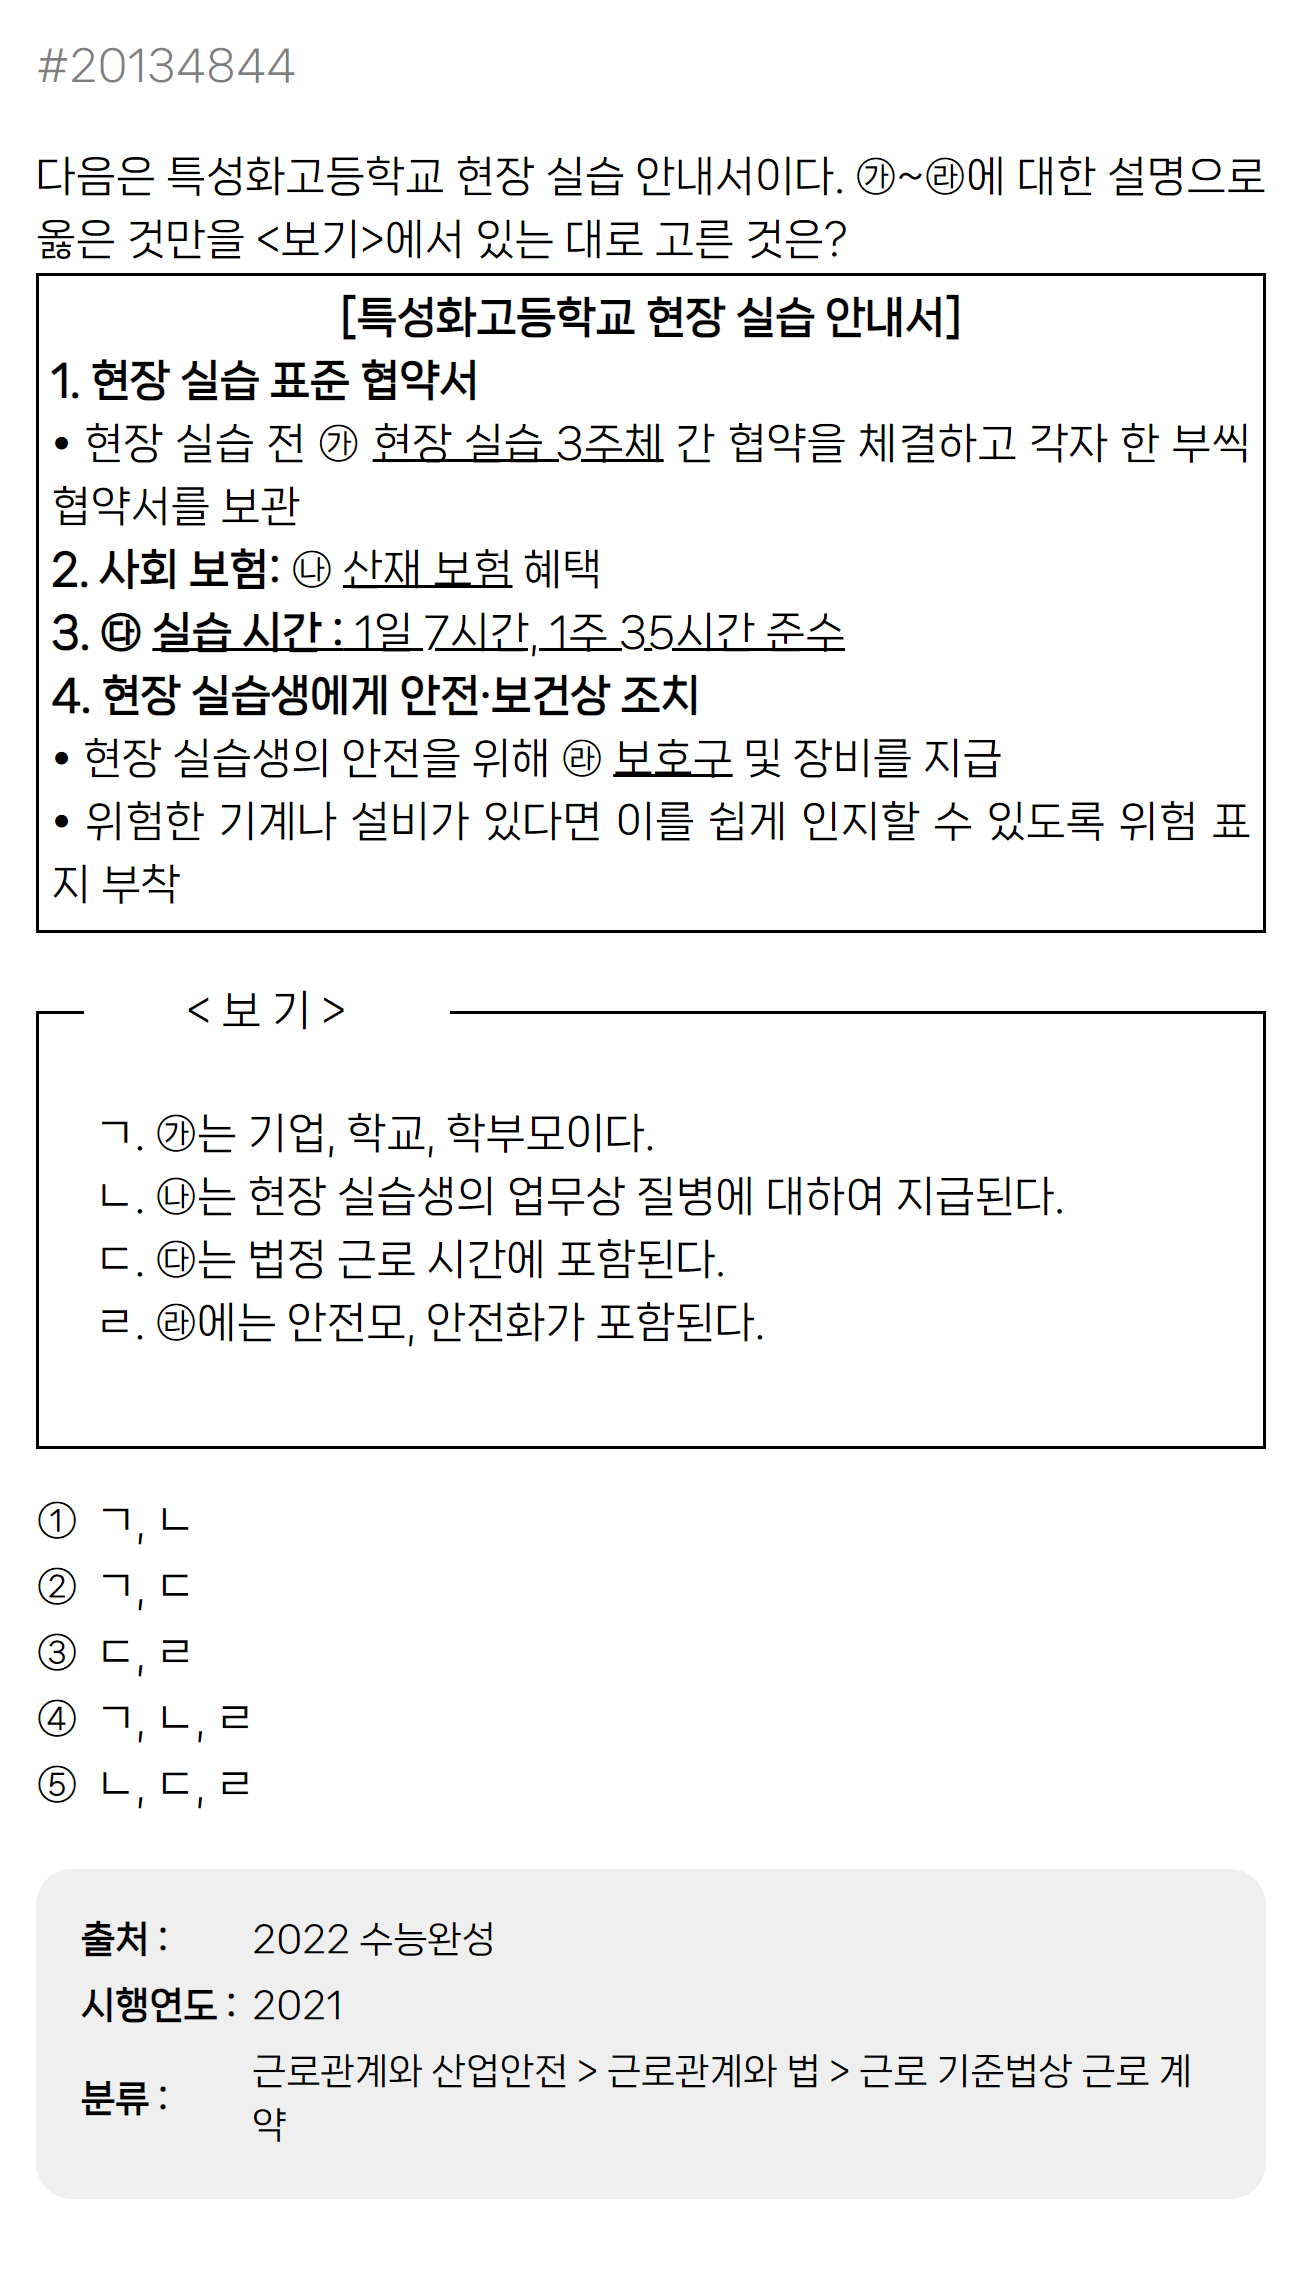 #20134844
다음은 특성화고등학교 현장 실습 안내서이다. ㉮~㉱에 대한 설명으로
옳은 것만을 <보기>에서 있는 대로 고른 것은?
[특성화고등학교 현장 실습 안내서]
1. 현장 실습 표준 협약서
• 현장 실습 전 ㉮ 현장 실습 3주체 간 협약을 체결하고 각자 한 부씩
협약서를 보관
2. 사회 보험: ㉯ 산재 보험 혜택
3. ㉰ 실습 시간 : 1일 7시간, 1주 35시간 준수
4. 현장 실습생에게 안전·보건상 조치
• 현장 실습생의 안전을 위해 ㉱ 보호구 및 장비를 지급
• 위험한 기계나 설비가 있다면 이를 쉽게 인지할 수 있도록 위험 표
지 부착
< 보 기 >
ㄱ. ㉮는 기업, 학교, 학부모이다.
ㄴ. ㉯는 현장 실습생의 업무상 질병에 대하여 지급된다.
ㄷ. ㉰는 법정 근로 시간에 포함된다.
ㄹ. ㉱에는 안전모, 안전화가 포함된다.
① ㄱ, ㄴ
② ㄱ, ㄷ
③ ㄷ, ㄹ
④ ㄱ, ㄴ, ㄹ
⑤ ㄴ, ㄷ, ㄹ
출처 : 2022 수능완성
시행연도 : 2021
분류 : 근로관계와 산업안전 > 근로관계와 법 > 근로 기준법상 근로 계
약